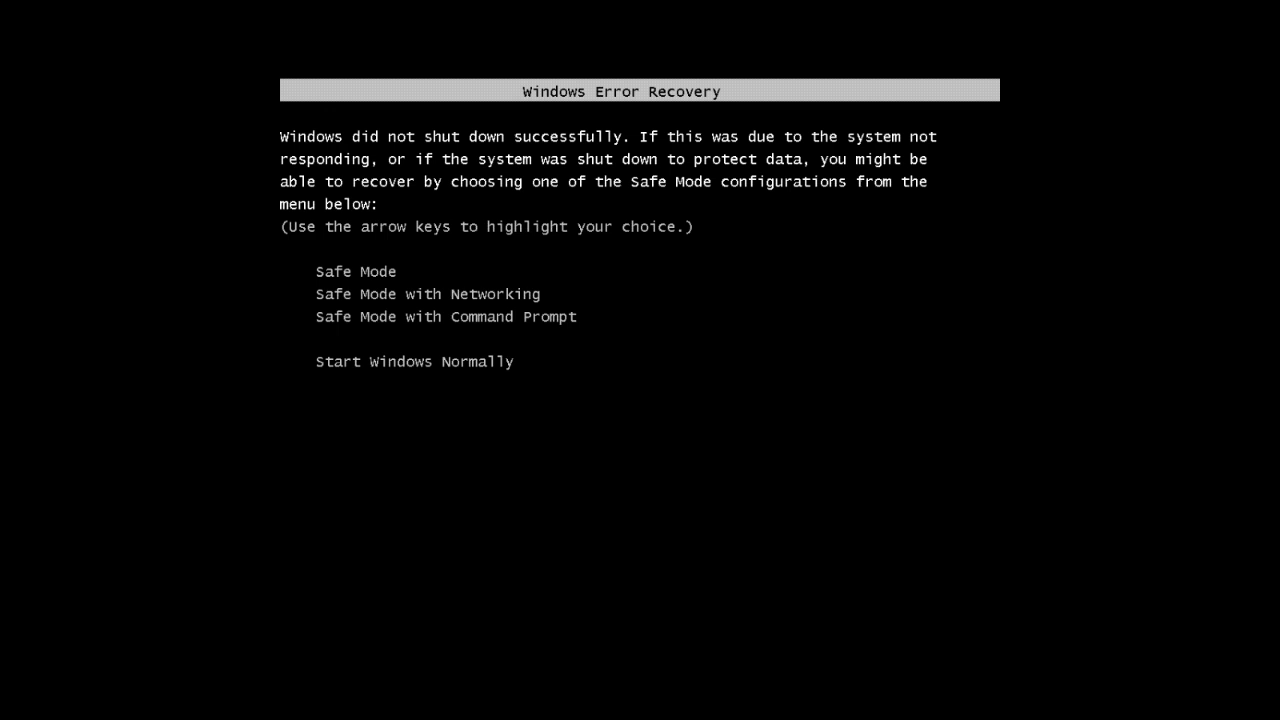 Windows Error Recovery
Windows did not shut down successfully. If this was due to the system not
responding, or if the system was shut down to protect data, you might be
able to recover by choosing one of the Safe Mode configurations from the
menu below:
(Use the arrow keys to highlight your choice.)
Safe Mode
Safe Mode with Networking
Safe Mode with Command Prompt
Start Windows Normally